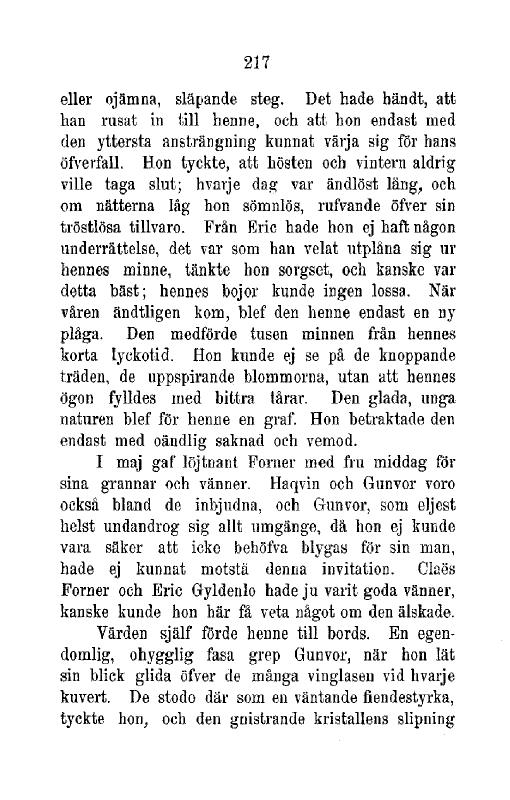 217
eller ojämna, släpande steg. Det hade händt, att
han rusat in till henne, och att hon endast med
den yttersta ansträngning kunnat värja sig för hans
öfverfall. Hon tyckte, att hösten och vintern aldrig
ville taga slut; hvarje dag var ändlöst lång, och
om nätterna låg hon sömnlös, rufvande öfver sin
tröstlösa tillvaro. Från Eric hade hon ej haft någon
underrättelse, det var som han velat utplåna sig ur
hennes minne, tänkte hon sorgset, och kanske var
detta bäst; hennes bojor kunde ingen lossa. När
våren ändtligen kom, blef den henne endast en ny
plåga. Den medförde tusen minnen från hennes
korta lyckotid. Hon kunde ej se på de knoppande
träden, de uppspirande blommorna, utan att hennes
ögon fylldes med bittra tårar. Den glada, unga
naturen blef för henne en graf. Hon betraktade den
endast med oändlig saknad och vemod.
I maj gaf löjtnant Forner med fru middag för
sina grannar och vänner. Haqvin och Gunvor voro
också bland de inbjudna, och Gunvor, som eljest
helst undandrog sig allt umgänge, då hon ej kunde
vara säker att icke behöfva blygas för sin man,
hade ej kunnat motstå denna invitation. Claës
Forner och Eric Gyldenlo hade ju varit goda vänner,
kanske kunde hon här få veta något om den älskade.
Värden själf förde henne till bords. En egen-
domlig, ohygglig fasa grep Gunvor, när hon lät
sin blick glida öfver de många vinglasen vid hvarje
kuvert. De stodo där som en väntande fiendestyrka,
tyckte hon, och den gnistrande kristallens slipning